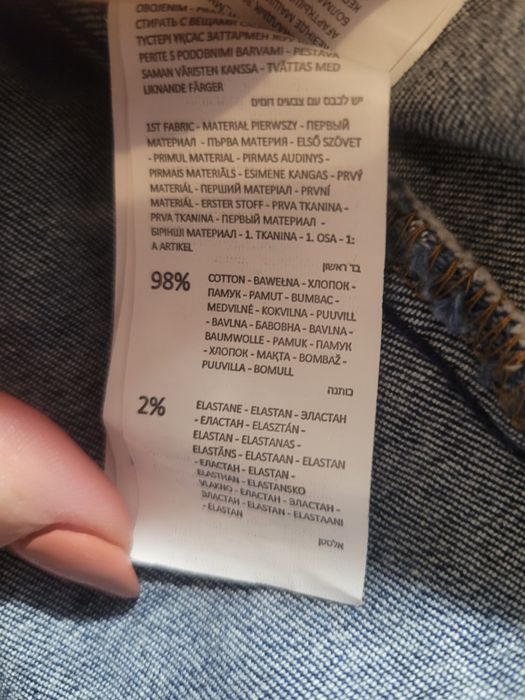 OBOJENIM -
СТИРАТЬ С ВЕЩАМИ
ТҮСТЕРІ ҰҚСАС ЗАТТАРМЕН
PERITE S PODOBNIMI BARVAMI - PESTAVA
SAMAN VÄRISTEN KANSSA - TVÄTTAS MED
LIKNANDE FÄRGER
יש לכבס עם צבעים דומים
1ST FABRIC - MATERIAŁ PIERWSZY - ПЕРВЫЙ
МАТЕРИАЛ - ПЪРВА МАТЕРИЯ - ELSŐ SZÖVET
- PRIMUL MATERIAL - PIRMAS AUDINYS -
PIRMAIS MATERIĀLS - ESIMENE KANGAS - PRVÝ
MATERIÁL - ПЕРШИЙ МАТЕРІАЛ - PRVNÍ
MATERIÁL - ERSTER STOFF - PRVA TKANINA -
PRVA TKANINA - ПЕРВЫЙ МАТЕРИАЛ -
БІРІНШІ МАТЕРИАЛ - 1. TKANINA - 1. OSA - 1:
A ARTIKEL
בד ראשון
98% COTTON - BAWEŁNA - ХЛОПОК -
ПАМУК - PAMUT - BUMBAC -
MEDVILNĖ - KOKVILNA - PUUVILL
- BAVLNA - БАВОВНА - BAVLNA -
BAUMWOLLE - PAMUK - ПАМУК
- ХЛОПОК - МАҚТА - BOMBAŽ -
PUUVILLA - BOMULL
כותנה
2% ELASTANE - ELASTAN - ЭЛАСТАН
- ЕЛАСТАН - ELASZTÁN -
ELASTAN - ELASTANAS -
ELASTĀNS - ELASTAAN - ELASTAN
- ЕЛАСТАН - ELASTAN -
ELASTHAN - ELASTANSKO
VLAKNO - ЕЛАСТАН - ЭЛАСТАН -
ЭЛАСТАН - ELASTAN - ELASTAANI
- ELASTAN
אלסטן